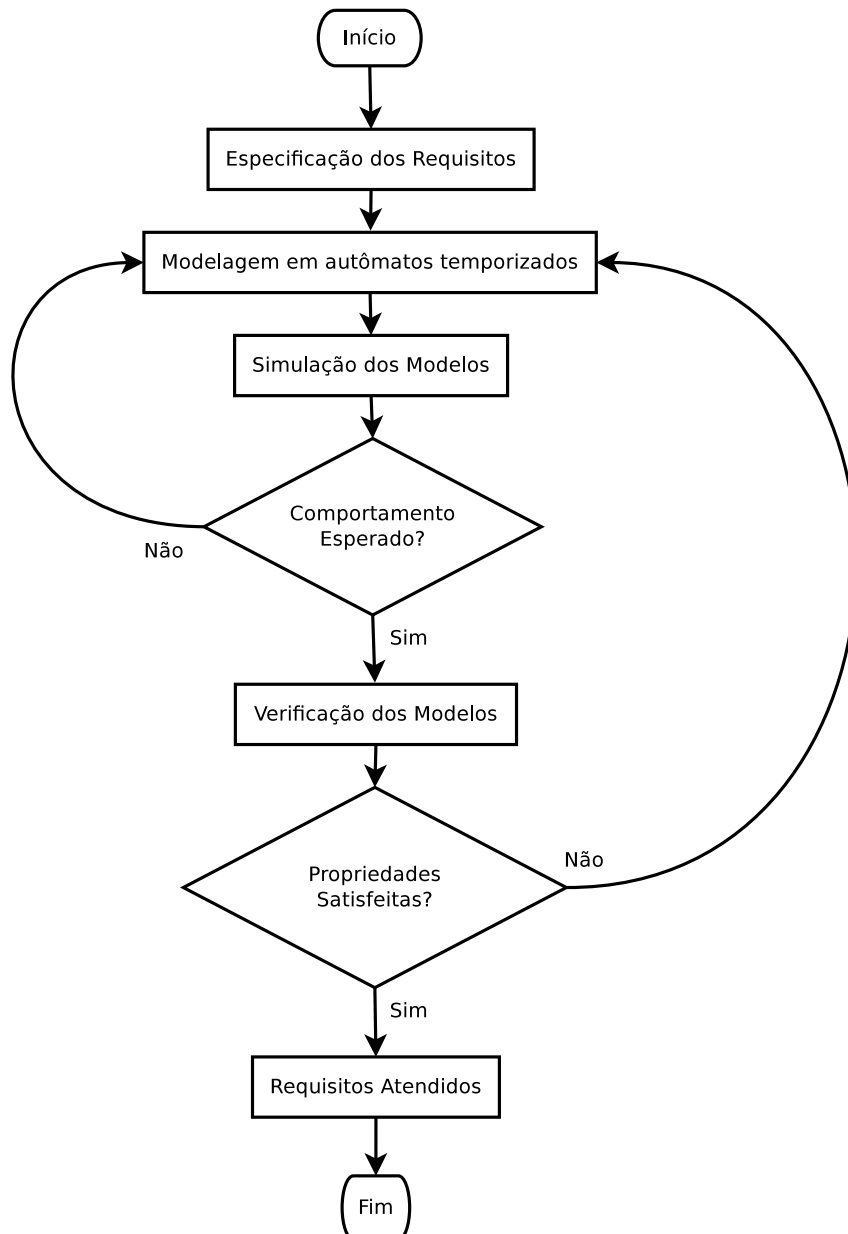 Início
Especificação dos Requisitos
Modelagem em autômatos temporizados
Simulação dos Modelos
Comportamento
Esperado?
Não
Sim
Verificação dos Modelos
Propriedades
Satisfeitas?
Não
Sim
Requisitos Atendidos
Fim